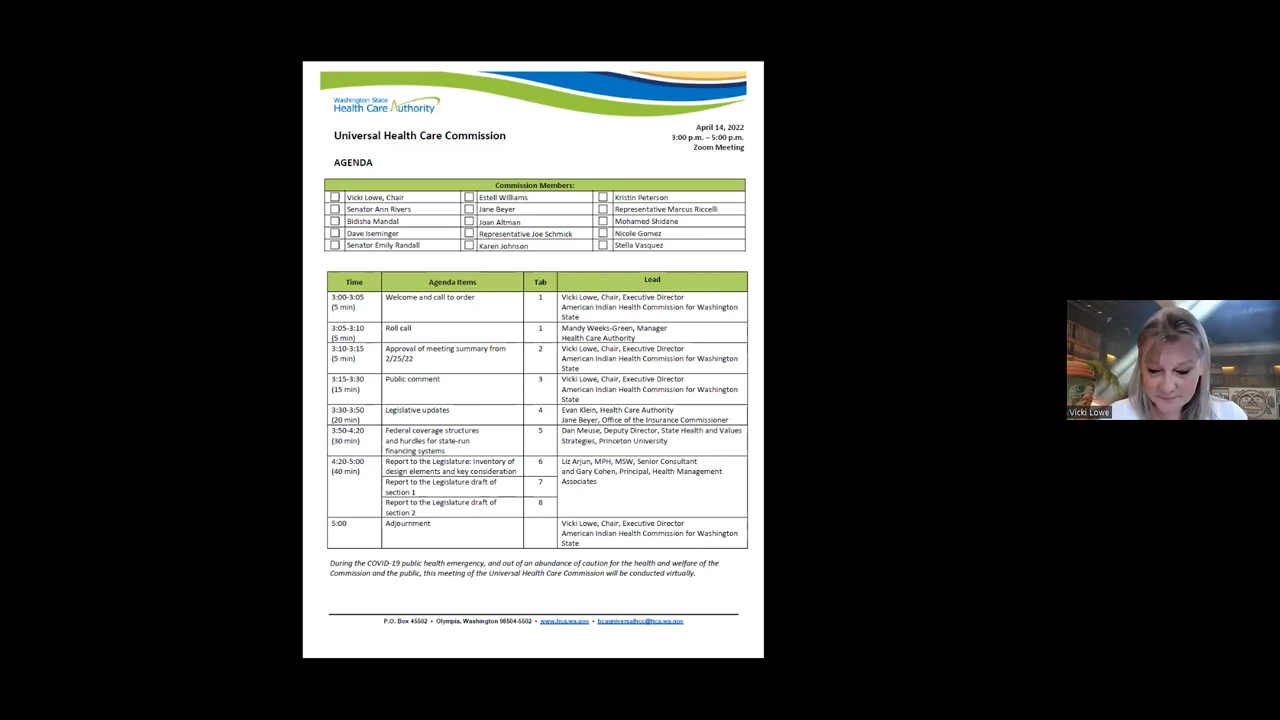 Washington State
Health Care Authority
April 14, 2022
3:00 p.m. – 5:00 p.m.
Zoom Meeting
Universal Health Care Commission
AGENDA
Commission Members:
Vicki Lowe, Chair
Estell Williams
Kristin Peterson
Senator Ann Rivers
Jane Beyer
Representative Marcus Riccelli
Bidisha Mandal
Joan Altman
Mohamed Shidane
Dave Iseminger
Representative Joe Schmick
Nicole Gomez
Senator Emily Randall
Karen Johnson
Stella Vasquez
Time
Agenda Items
Tab
Lead
3:00-3:05
(5 min)
Welcome and call to order
1
Vicki Lowe, Chair, Executive Director
American Indian Health Commission for Washington
State
3:05-3:10
(5 min)
Roll call
1
Mandy Weeks-Green, Manager
Health Care Authority
3:10-3:15
(5 min)
Approval of meeting summary from
2/25/22
2
Vicki Lowe, Chair, Executive Director
American Indian Health Commission for Washington
State
3:15-3:30
(15 min)
Public comment
3
Vicki Lowe, Chair, Executive Director
American Indian Health Commission for Washington
State
3:30-3:50
(20 min)
Legislative updates
4
Evan Klein, Health Care Authority
Jane Beyer, Office of the Insurance Commissioner
3:50-4:20
(30 min)
Federal coverage structures
and hurdles for state-run
financing systems
5
Dan Meuse, Deputy Director, State Health and Values
Strategies, Princeton University
4:20-5:00
(40 min)
Report to the Legislature: Inventory of
design elements and key consideration
6
Liz Arjun, MPH, MSW, Senior Consultant
and Gary Cohen, Principal, Health Management
Associates
Report to the Legislature draft of
section 1
7
Report to the Legislature draft of
section 2
8
5:00
Adjournment
Vicki Lowe, Chair, Executive Director
American Indian Health Commission for Washington
State
During the COVID-19 public health emergency, and out of an abundance of caution for the health and welfare of the
Commission and the public, this meeting of the Universal Health Care Commission will be conducted virtually.
P.O. Box 45502 • Olympia, Washington 98504-5502 • www.hca.wa.gov • hcauniversalhcc@hca.wa.gov
Vicki Lowe